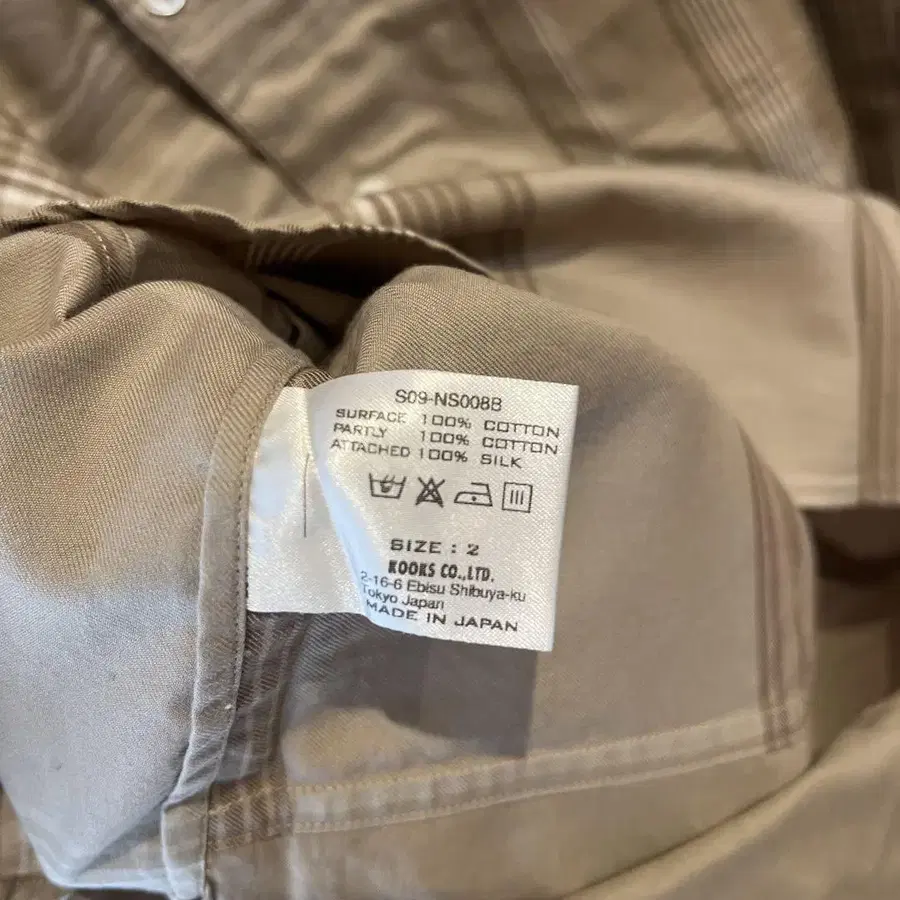 S09-NS008B
SURFACE 100% COTTON
PARTLY 100% COTTON
ATTACHED 100% SILK
SIZE : 2
KOOKS CO.,LTD.
2-16-6 Ebisu Shibuya-ku
Tokyo Japan
MADE IN JAPAN